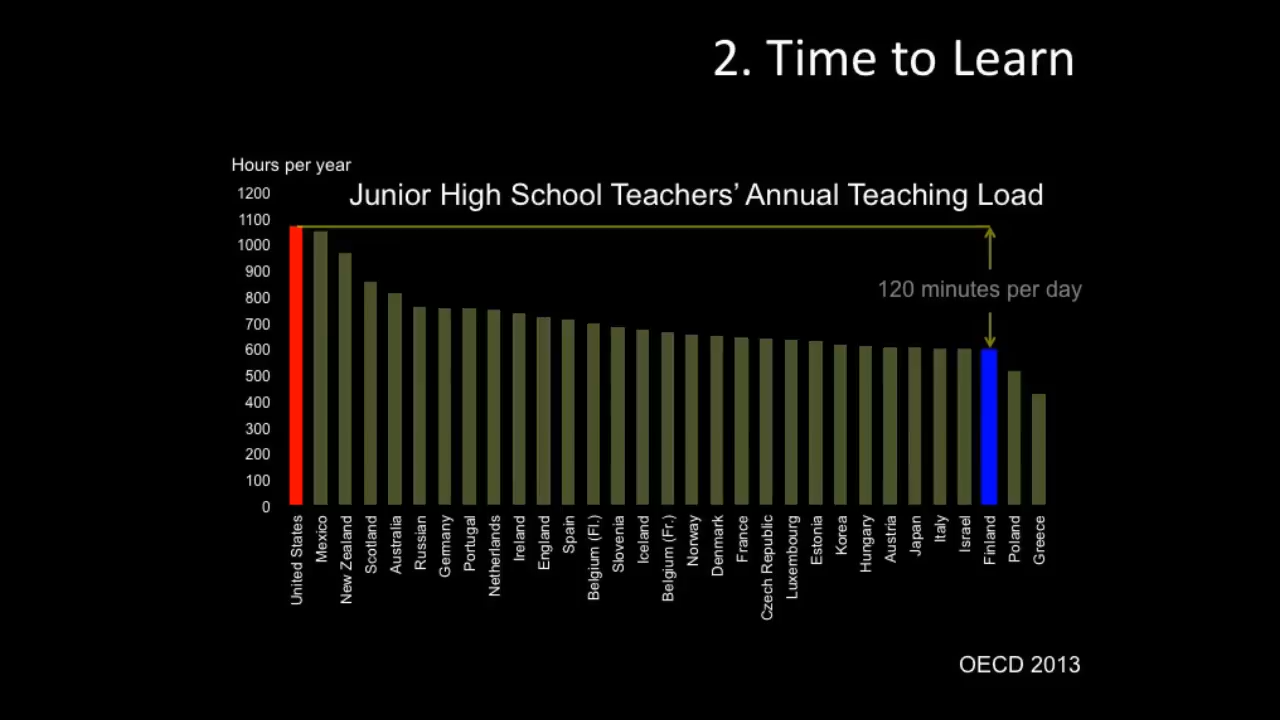 2. Time to Learn
Hours per year
Junior High School Teachers’ Annual Teaching Load
1200
1100
1000
900
800
700
600
500
400
300
200
100
0
120 minutes per day
United States
Mexico
New Zealand
Scotland
Australia
Russian
Germany
Portugal
Netherlands
Ireland
England
Spain
Belgium (Fl.)
Slovenia
Iceland
Belgium (Fr.)
Norway
Denmark
France
Czech Republic
Luxembourg
Estonia
Korea
Hungary
Austria
Japan
Italy
Israel
Finland
Poland
Greece
OECD 2013